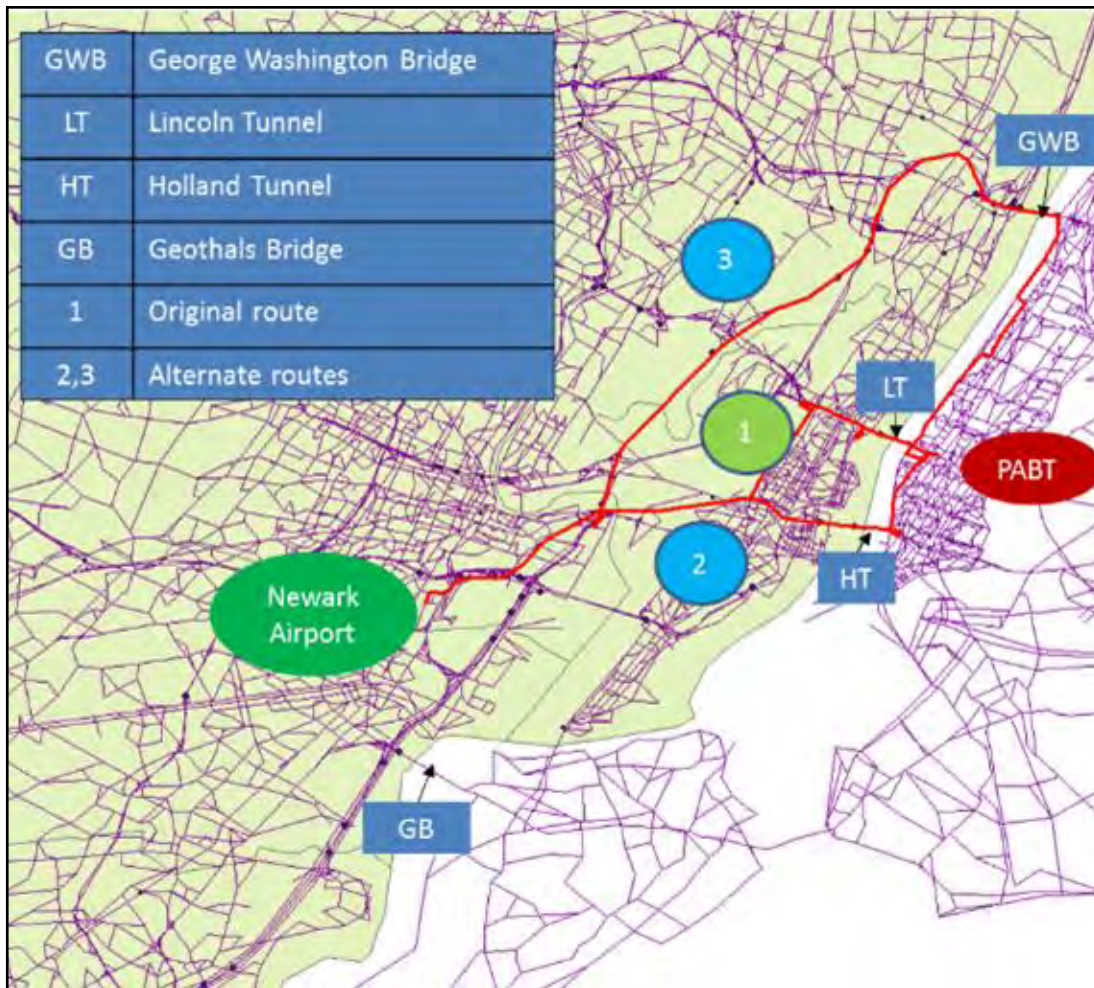 GWB George Washington Bridge
LT Lincoln Tunnel
HT Holland Tunnel
GB Geothals Bridge
1 Original route
2,3 Alternate routes
GWB
3
LT
1
PABT
2
HT
Newark
Airport
GB